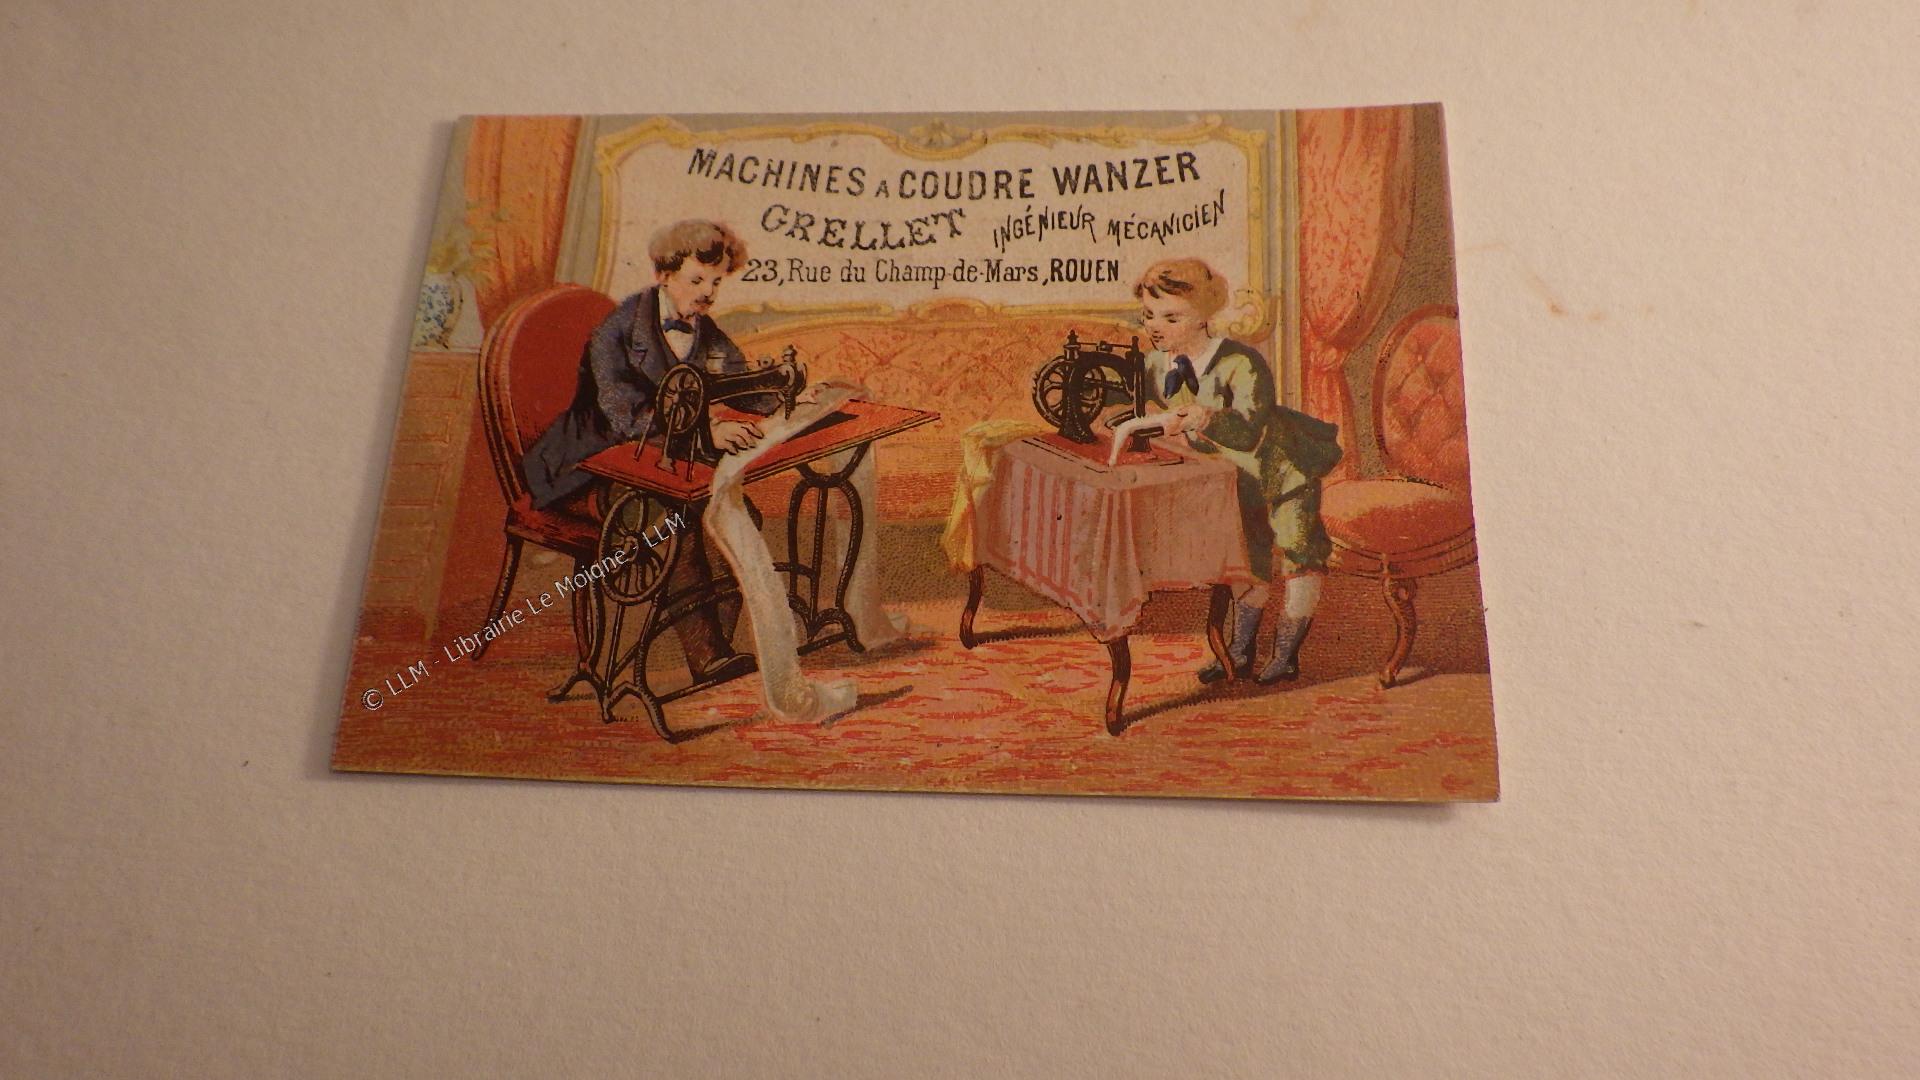 MACHINES A COUDRE WANZER
GRELLET INGÉNIEUR MÉCANICIEN
23, Rue du Champ-de-Mars, ROUEN
© LLM - Librairie Le Moigne - LLM